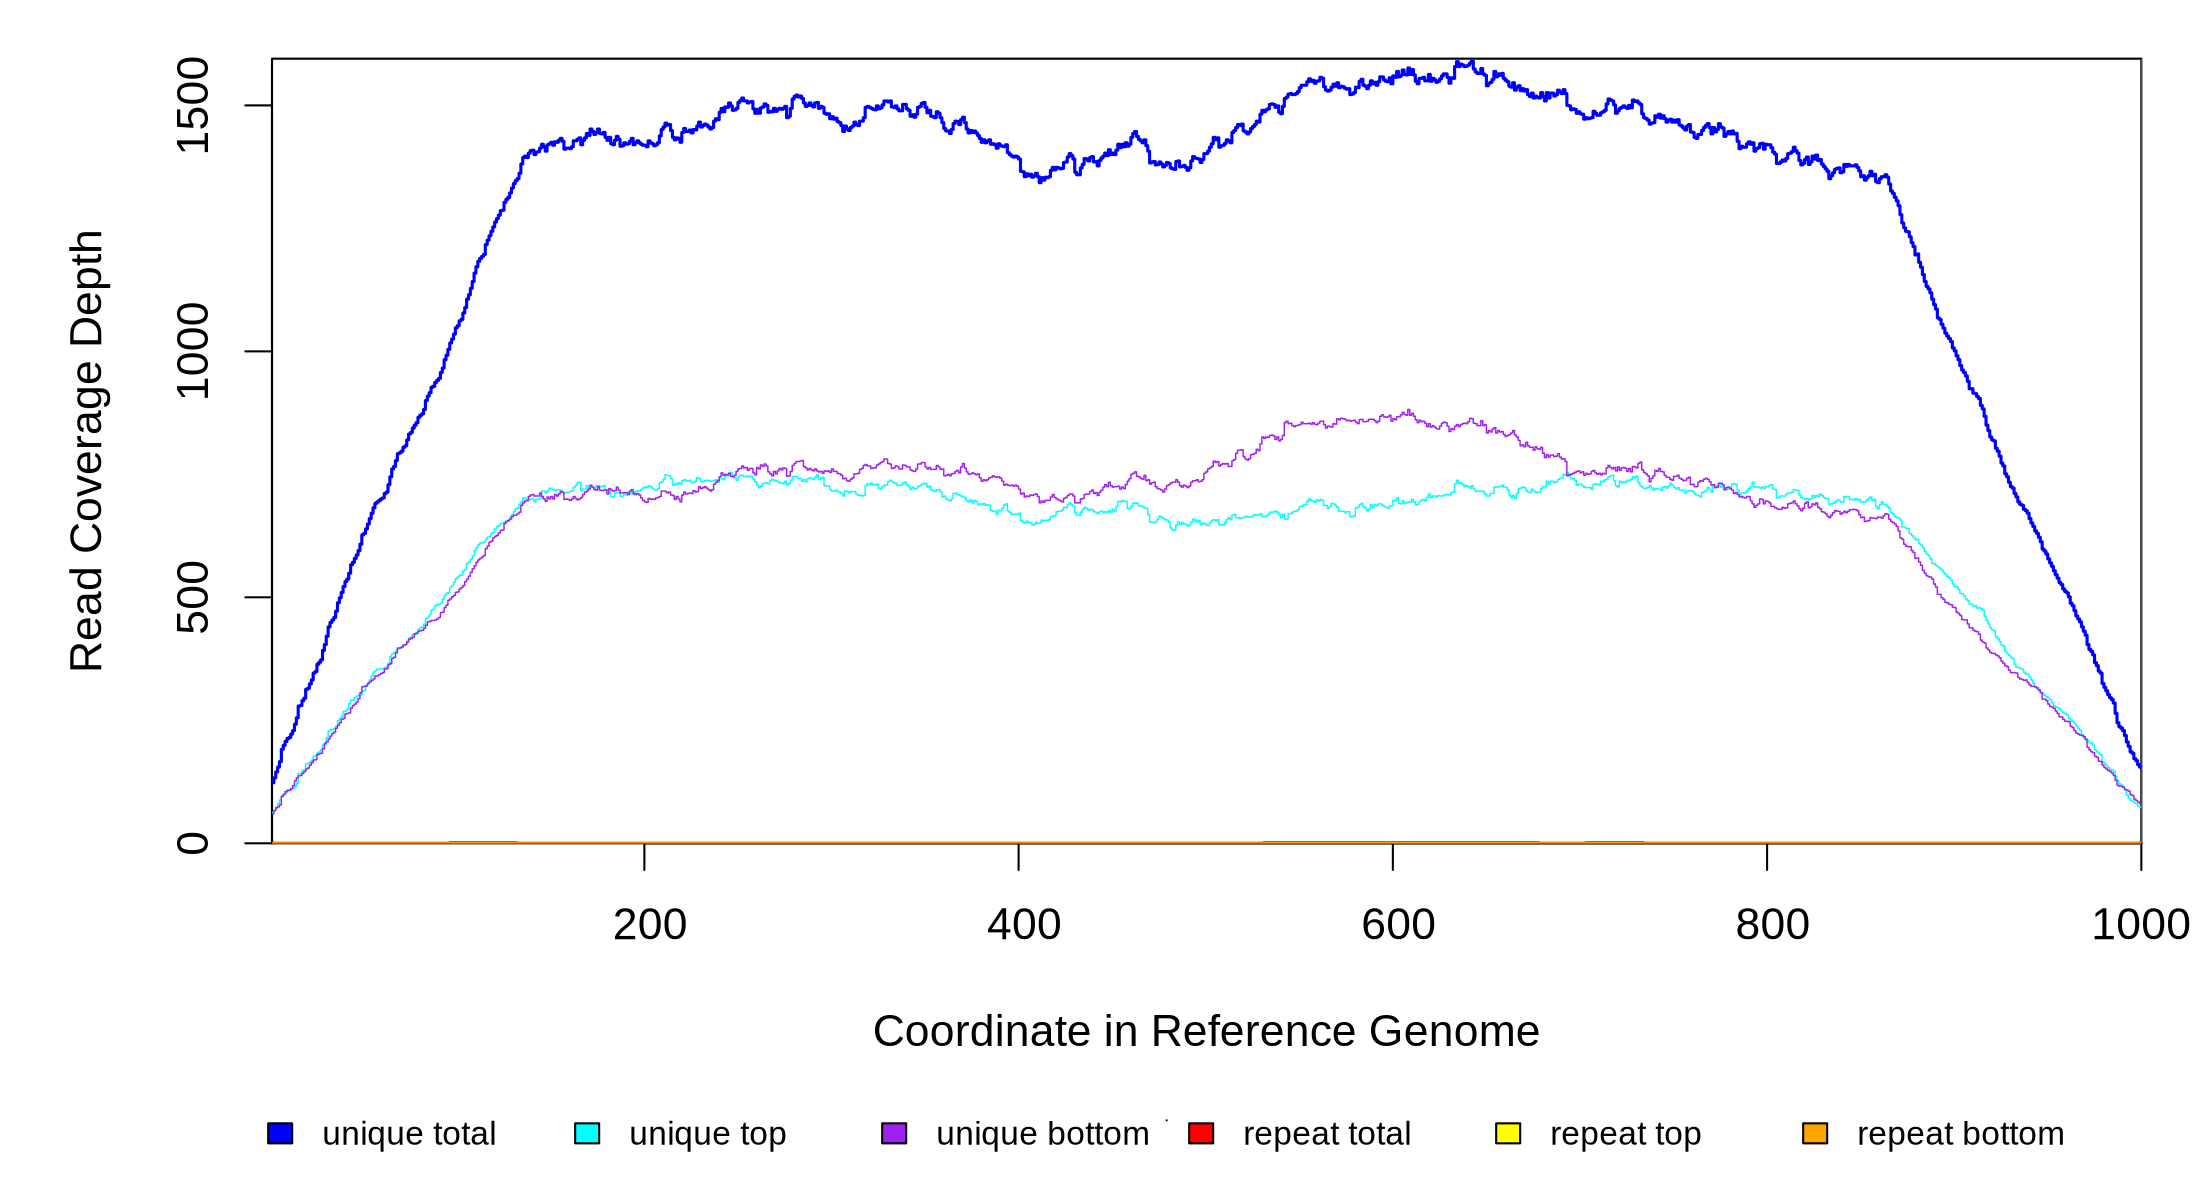 1500
1000
500
0
Read Coverage Depth
200 400 600 800 1000
Coordinate in Reference Genome
unique total unique top unique bottom repeat total repeat top repeat bottom